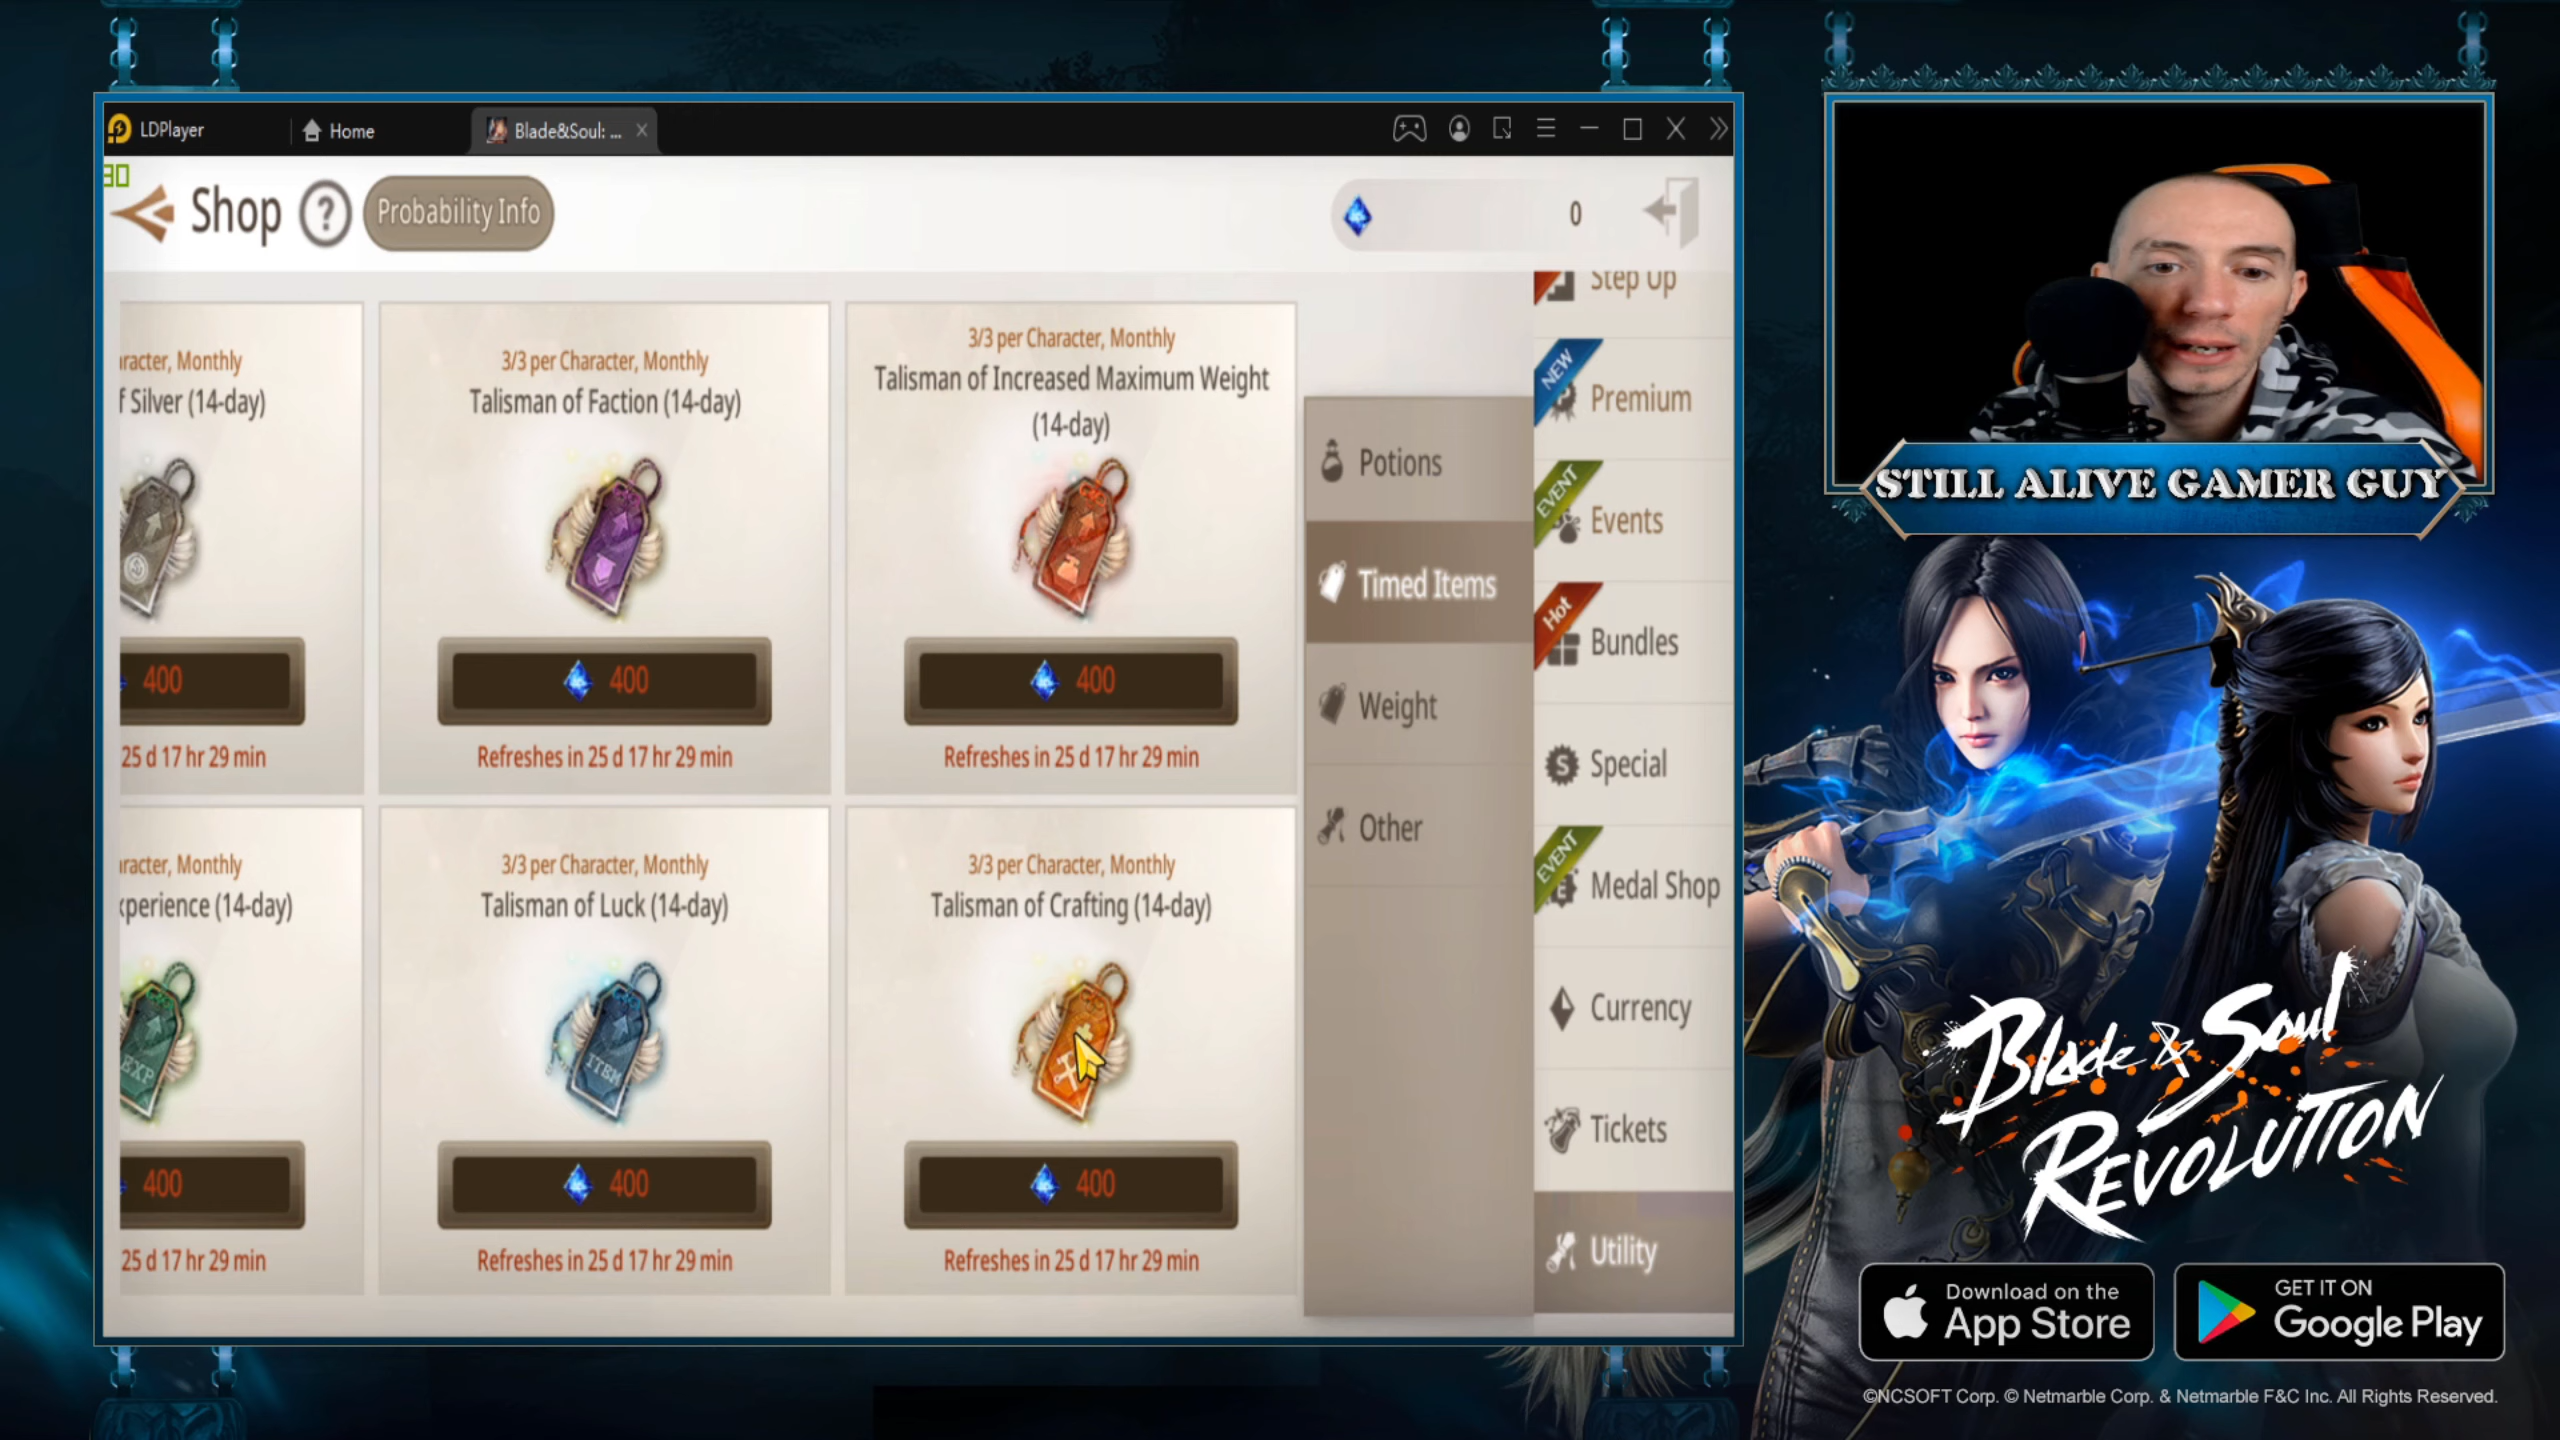 LDPlayer
Home
Blade&Soul: ...
30
Shop
?
Probability Info
0
Step Up
3/3 per Character, Monthly
aracter, Monthly
3/3 per Character, Monthly
Talisman of Increased Maximum Weight
(14-day)
f Silver (14-day)
Talisman of Faction (14-day)
400
400
400
25 d 17 hr 29 min
Refreshes in 25 d 17 hr 29 min
Refreshes in 25 d 17 hr 29 min
aracter, Monthly
3/3 per Character, Monthly
3/3 per Character, Monthly
xperience (14-day)
Talisman of Luck (14-day)
Talisman of Crafting (14-day)
EXP
ITEM
400
400
400
25 d 17 hr 29 min
Refreshes in 25 d 17 hr 29 min
Refreshes in 25 d 17 hr 29 min
Potions
Timed Items
Weight
Other
NEW
Premium
EVENT
Events
Hot
Bundles
S
Special
EVENT
E
Medal Shop
Currency
Tickets
Utility
STILL ALIVE GAMER GUY
Blade & Soul
REVOLUTION
Download on the
App Store
GET IT ON
Google Play
©NCSOFT Corp. © Netmarble Corp. & Netmarble F&C Inc. All Rights Reserved.